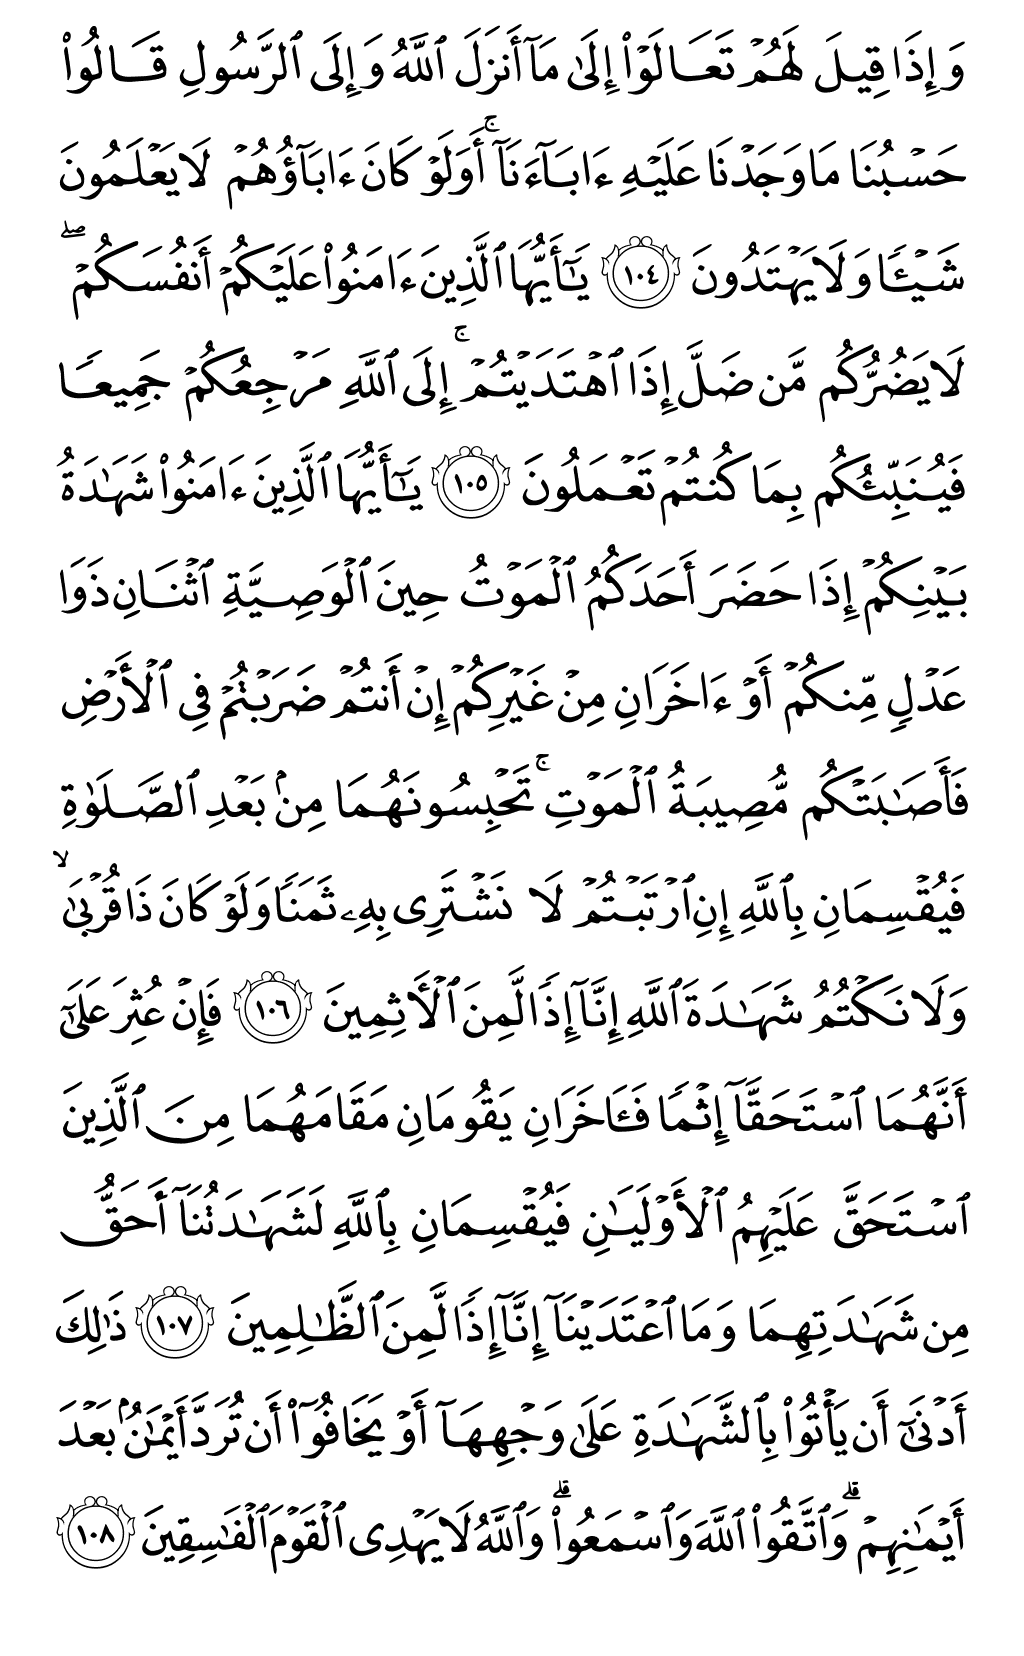 وَإِذَا قِيلَ لَهُمۡ تَعَالَوۡاْ إِلَىٰ مَآ أَنزَلَ ٱللَّهُ وَإِلَى ٱلرَّسُولِ قَالُواْ
حَسۡبُنَا مَا وَجَدۡنَا عَلَيۡهِ ءَابَآءَنَآۚ أَوَلَوۡ كَانَ ءَابَآؤُهُمۡ لَا يَعۡلَمُونَ
شَيۡـٔٗا وَلَا يَهۡتَدُونَ ١٠٤ يَـٰٓأَيُّهَا ٱلَّذِينَ ءَامَنُواْ عَلَيۡكُمۡ أَنفُسَكُمۡۖ
لَا يَضُرُّكُم مَّن ضَلَّ إِذَا ٱهۡتَدَيۡتُمۡۚ إِلَى ٱللَّهِ مَرۡجِعُكُمۡ جَمِيعٗا
فَيُنَبِّئُكُم بِمَا كُنتُمۡ تَعۡمَلُونَ ١٠٥ يَـٰٓأَيُّهَا ٱلَّذِينَ ءَامَنُواْ شَهَٰدَةُ
بَيۡنِكُمۡ إِذَا حَضَرَ أَحَدَكُمُ ٱلۡمَوۡتُ حِينَ ٱلۡوَصِيَّةِ ٱثۡنَانِ ذَوَا
عَدۡلٖ مِّنكُمۡ أَوۡ ءَاخَرَانِ مِنۡ غَيۡرِكُمۡ إِنۡ أَنتُمۡ ضَرَبۡتُمۡ فِي ٱلۡأَرۡضِ
فَأَصَٰبَتۡكُم مُّصِيبَةُ ٱلۡمَوۡتِۚ تَحۡبِسُونَهُمَا مِنۢ بَعۡدِ ٱلصَّلَوٰةِ
فَيُقۡسِمَانِ بِٱللَّهِ إِنِ ٱرۡتَبۡتُمۡ لَا نَشۡتَرِي بِهِۦ ثَمَنٗا وَلَوۡ كَانَ ذَا قُرۡبَىٰ ۙ
وَلَا نَكۡتُمُ شَهَٰدَةَ ٱللَّهِ إِنَّآ إِذٗا لَّمِنَ ٱلۡأٓثِمِينَ ١٠٦ فَإِنۡ عُثِرَ عَلَىٰٓ
أَنَّهُمَا ٱسۡتَحَقَّآ إِثۡمٗا فَـَٔاخَرَانِ يَقُومَانِ مَقَامَهُمَا مِنَ ٱلَّذِينَ
ٱسۡتَحَقَّ عَلَيۡهِمُ ٱلۡأَوۡلَيَٰنِ فَيُقۡسِمَانِ بِٱللَّهِ لَشَهَٰدَتُنَآ أَحَقُّ
مِن شَهَٰدَتِهِمَا وَمَا ٱعۡتَدَيۡنَآ إِنَّآ إِذٗا لَّمِنَ ٱلظَّٰلِمِينَ ١٠٧ ذَٰلِكَ
أَدۡنَىٰٓ أَن يَأۡتُواْ بِٱلشَّهَٰدَةِ عَلَىٰ وَجۡهِهَآ أَوۡ يَخَافُوٓاْ أَن تُرَدَّ أَيۡمَٰنُۢ بَعۡدَ
أَيۡمَٰنِهِمۡۗ وَٱتَّقُواْ ٱللَّهَ وَٱسۡمَعُواْۗ وَٱللَّهُ لَا يَهۡدِي ٱلۡقَوۡمَ ٱلۡفَٰسِقِينَ ١٠٨